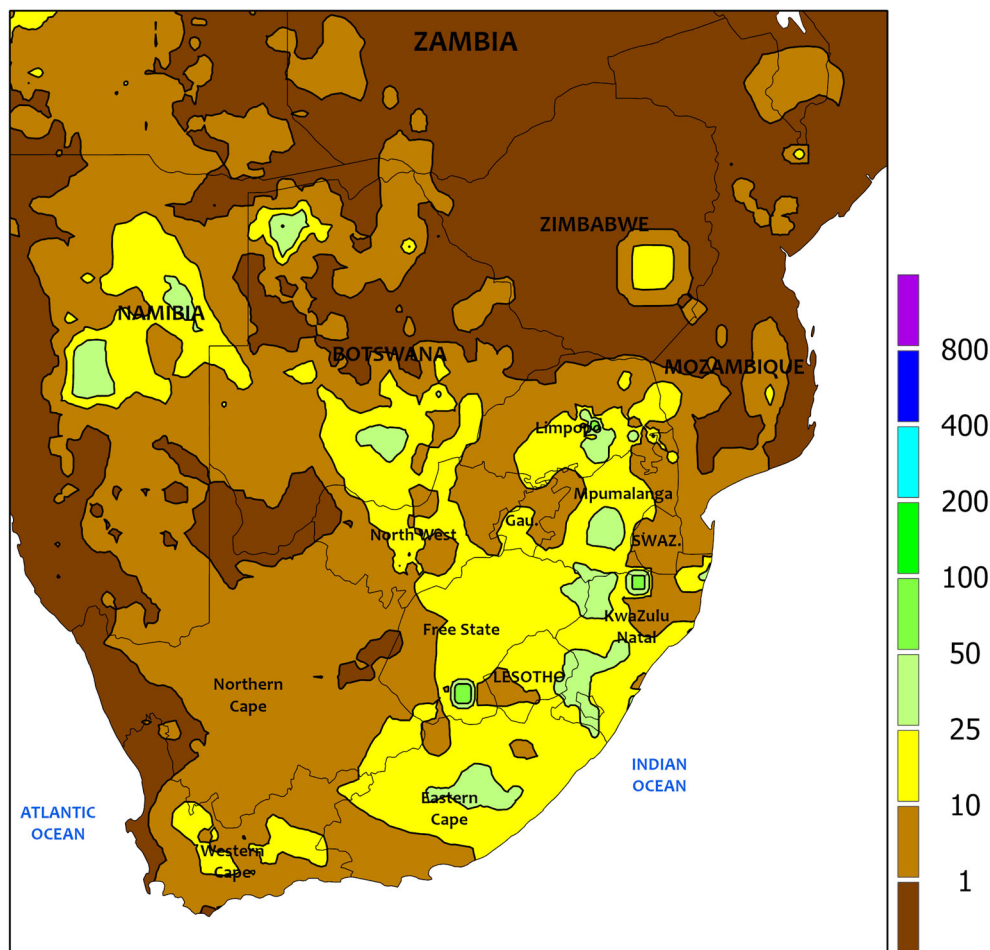 ZAMBIA
ZIMBABWE
NAMIBIA
BOTSWANA
MOZAMBIQUE
Limpopo
Mpumalanga
Gau.
North West
SWAZ.
KwaZulu
Natal
Free State
LESOTHO
Northern
Cape
INDIAN
OCEAN
Eastern
Cape
ATLANTIC
OCEAN
Western
Cape
800
400
200
100
50
25
10
1